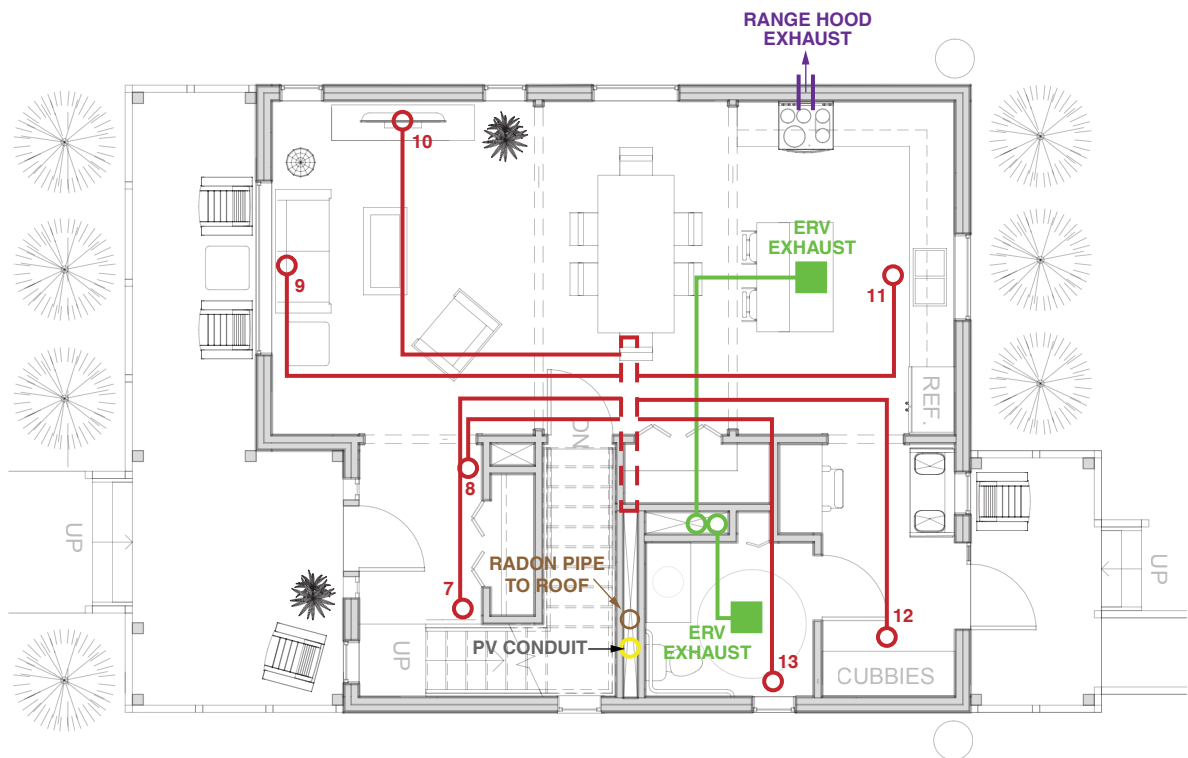 RANGE HOOD
EXHAUST
10
ERV
EXHAUST
9
11
REF.
DN
8
UP
UP
RADON PIPE
TO ROOF
7
12
UP
PV CONDUIT
ERV
EXHAUST
13
CUBBIES